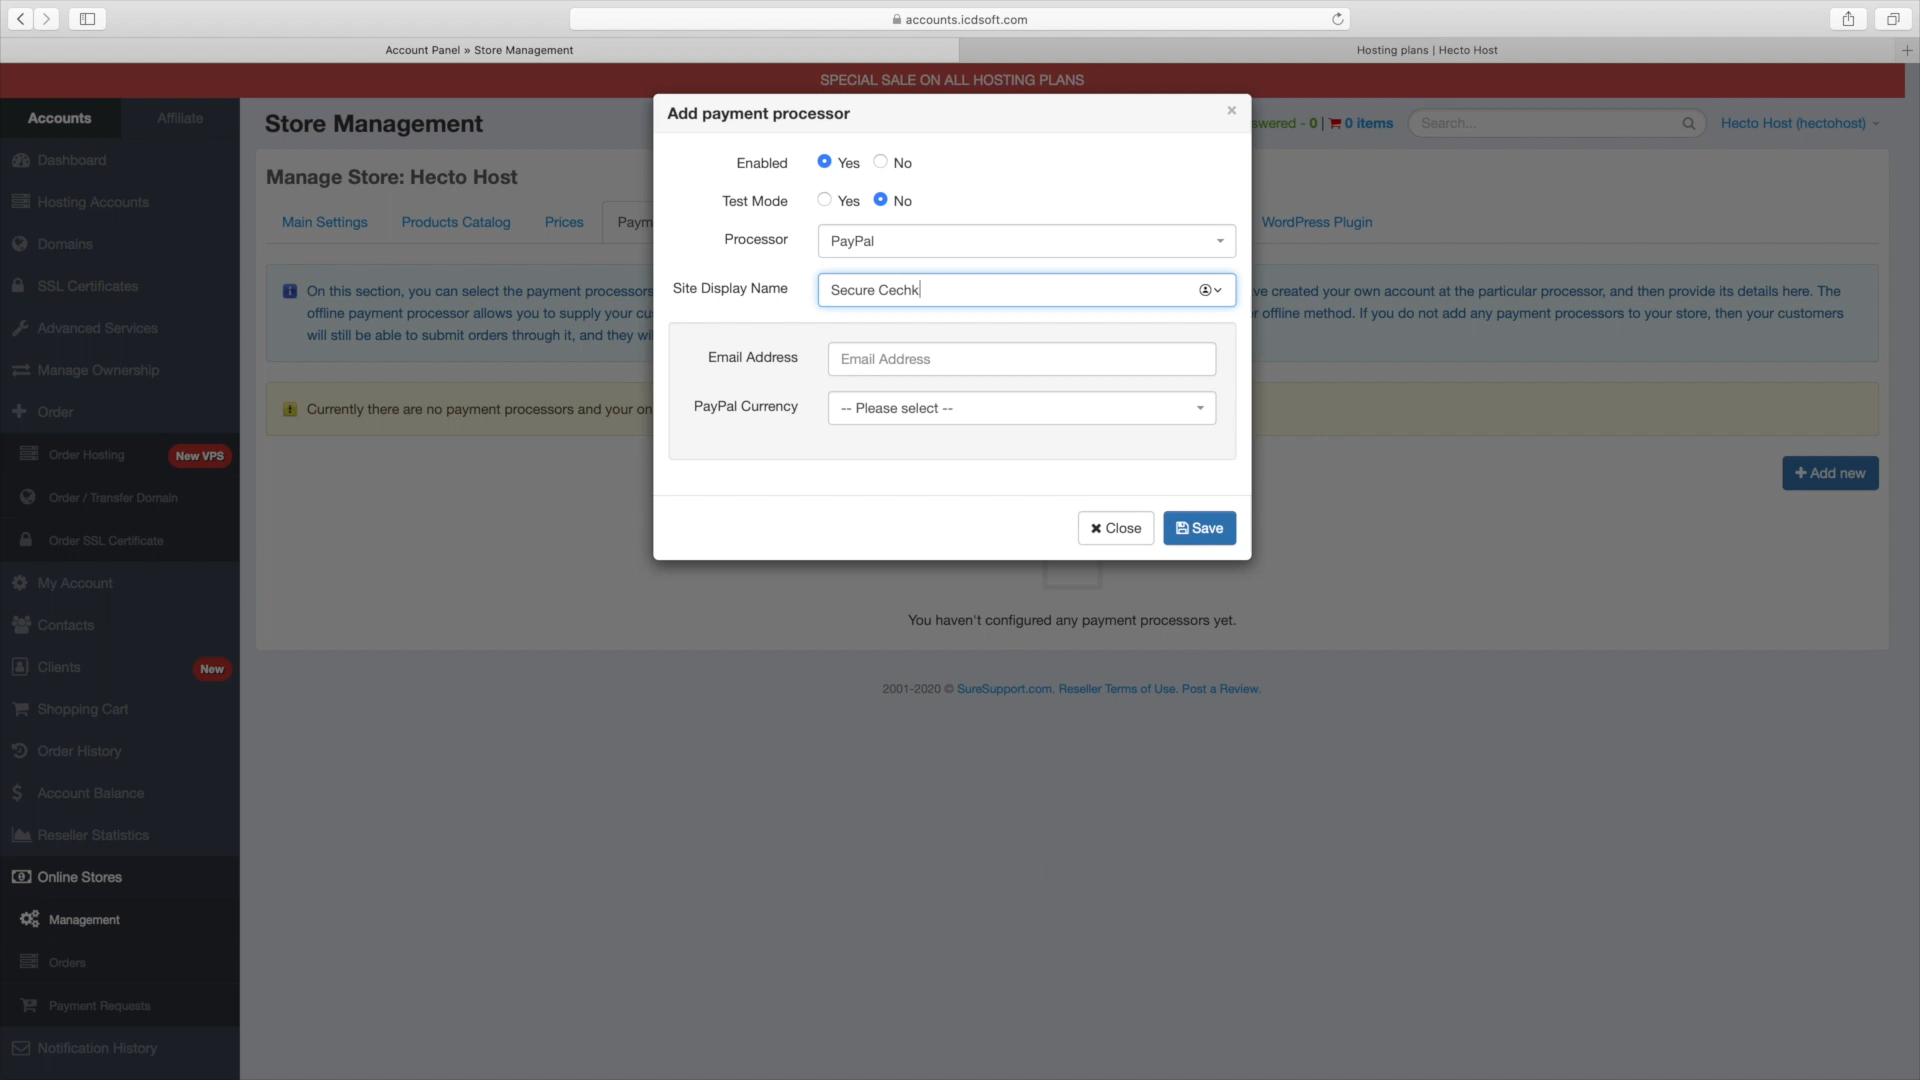 accounts.icdsoft.com
Account Panel » Store Management
Hosting plans | Hecto Host
SPECIAL SALE ON ALL HOSTING PLANS
Accounts
Affiliate
Dashboard
Hosting Accounts
Domains
SSL Certificates
Advanced Services
Manage Ownership
Order
Order Hosting
New VPS
Order / Transfer Domain
Order SSL Certificate
My Account
Contacts
Clients
New
Shopping Cart
Order History
Account Balance
Reseller Statistics
Online Stores
Management
Orders
Payment Requests
Notification History
Store Management
swered - 0 | 0 items
Search...
Hecto Host (hectohost)
Manage Store: Hecto Host
Main Settings
Products Catalog
Prices
Paym
WordPress Plugin
On this section, you can select the payment processors
ve created your own account at the particular processor, and then provide its details here. The
offline payment processor allows you to supply your cu
r offline method. If you do not add any payment processors to your store, then your customers
will still be able to submit orders through it, and they wi
Currently there are no payment processors and your on
Add new
Add payment processor
×
Enabled
Yes
No
Test Mode
Yes
No
Processor
PayPal
Site Display Name
Secure Cechk
Email Address
Email Address
PayPal Currency
-- Please select --
Close
Save
You haven't configured any payment processors yet.
2001-2020 © SureSupport.com. Reseller Terms of Use. Post a Review.